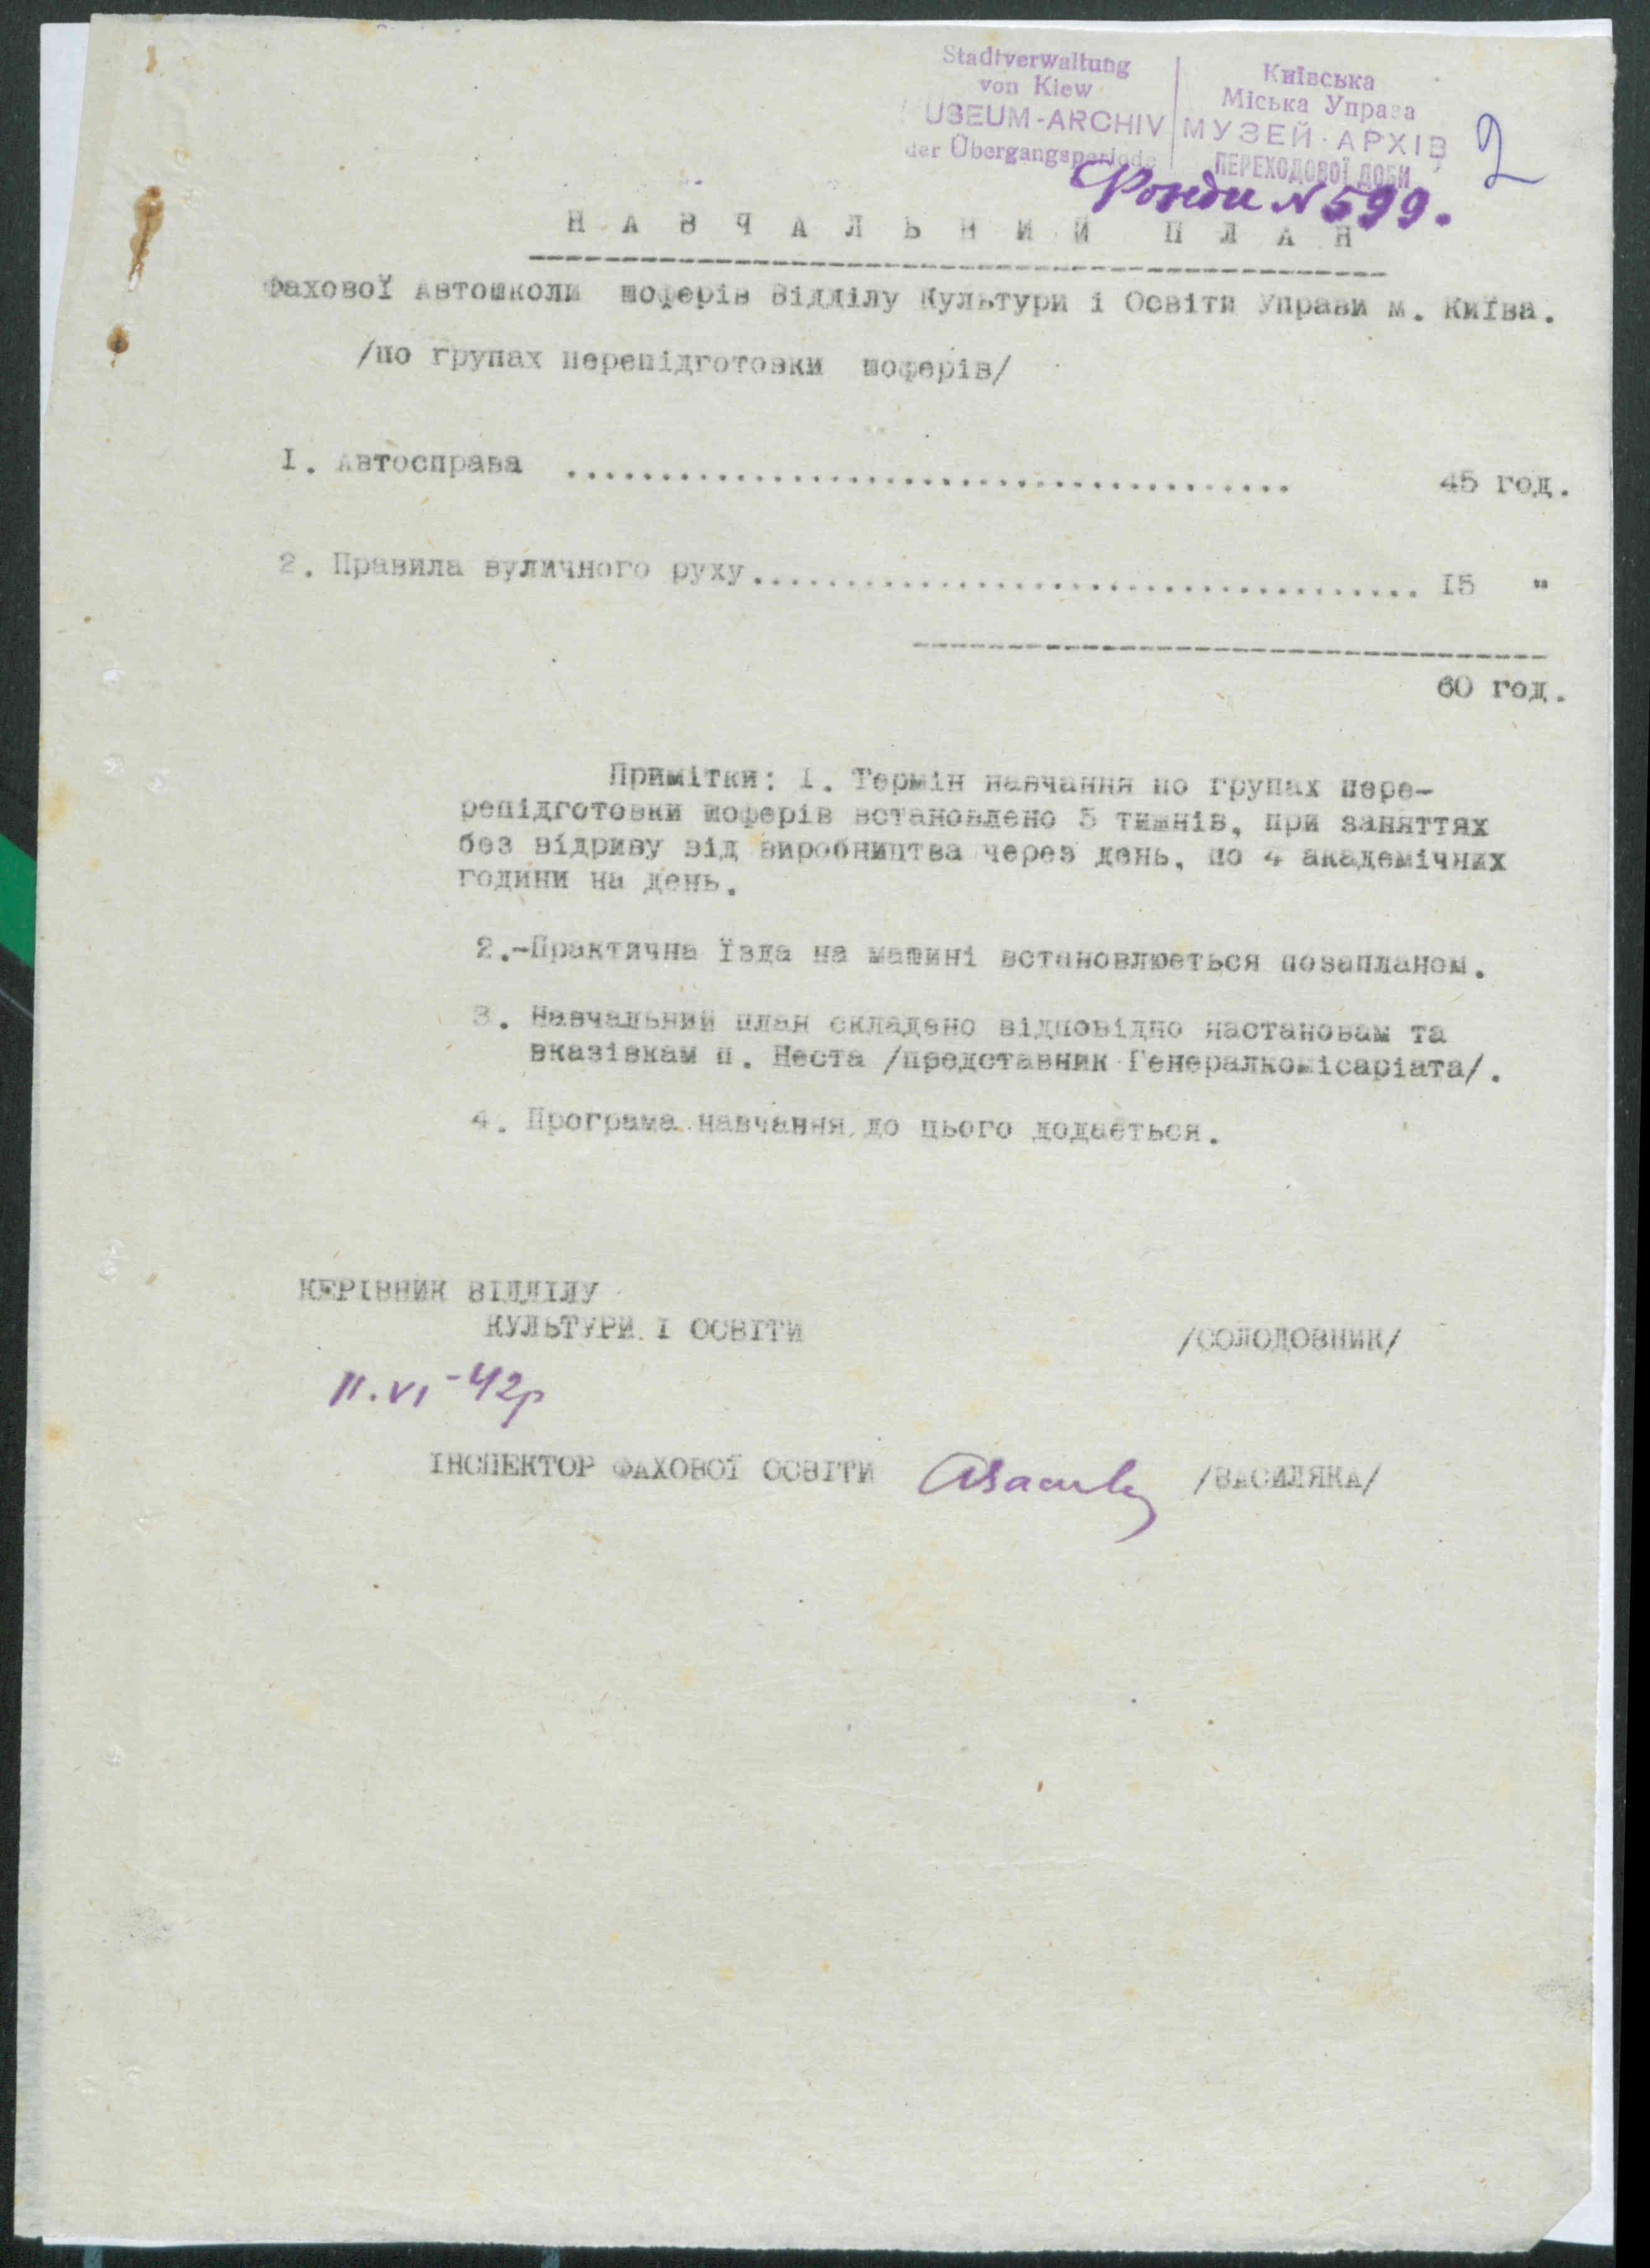 Stadtverwaltung
von Kiew
USEUM-ARCHIV
der Übergangsperiode
Київська
Міська Управа
МУЗЕЙ-АРХІВ
ПЕРЕХОДОВОЇ ДОБИ
2
Фонди N 599.
Н А В Ч А Л Ь Н И Й П Л А Н
Фахової Автошколи шоферів Відділу Культури і Освіти Управи м. Київа.
/по групах перепідготовки шоферів/
I. Автосправа ....................................... 45 год.
2. Правила вуличного руху.................................... I5 "
60 год.
Примітки: I. Термін навчання по групах пере-
репідготовки шоферів встановлено 5 тижнів, при заняттях
без відриву від виробництва через день, по 4 академічних
години на день.
2.-Практична їзда на машині встановлюється позапланом.
3. Навчальний план складено відповідно настановам та
вказівкам п. Неста /представник Генералкомісаріата/.
4. Програма навчання до цього додається.
КЕРІВНИК ВІДДІЛУ
КУЛЬТУРИ І ОСВІТИ /СОЛОДОВНИК/
II.VI-42р
ІНСПЕКТОР ФАХОВОЇ ОСВІТИ /ВАСИЛЯКА/